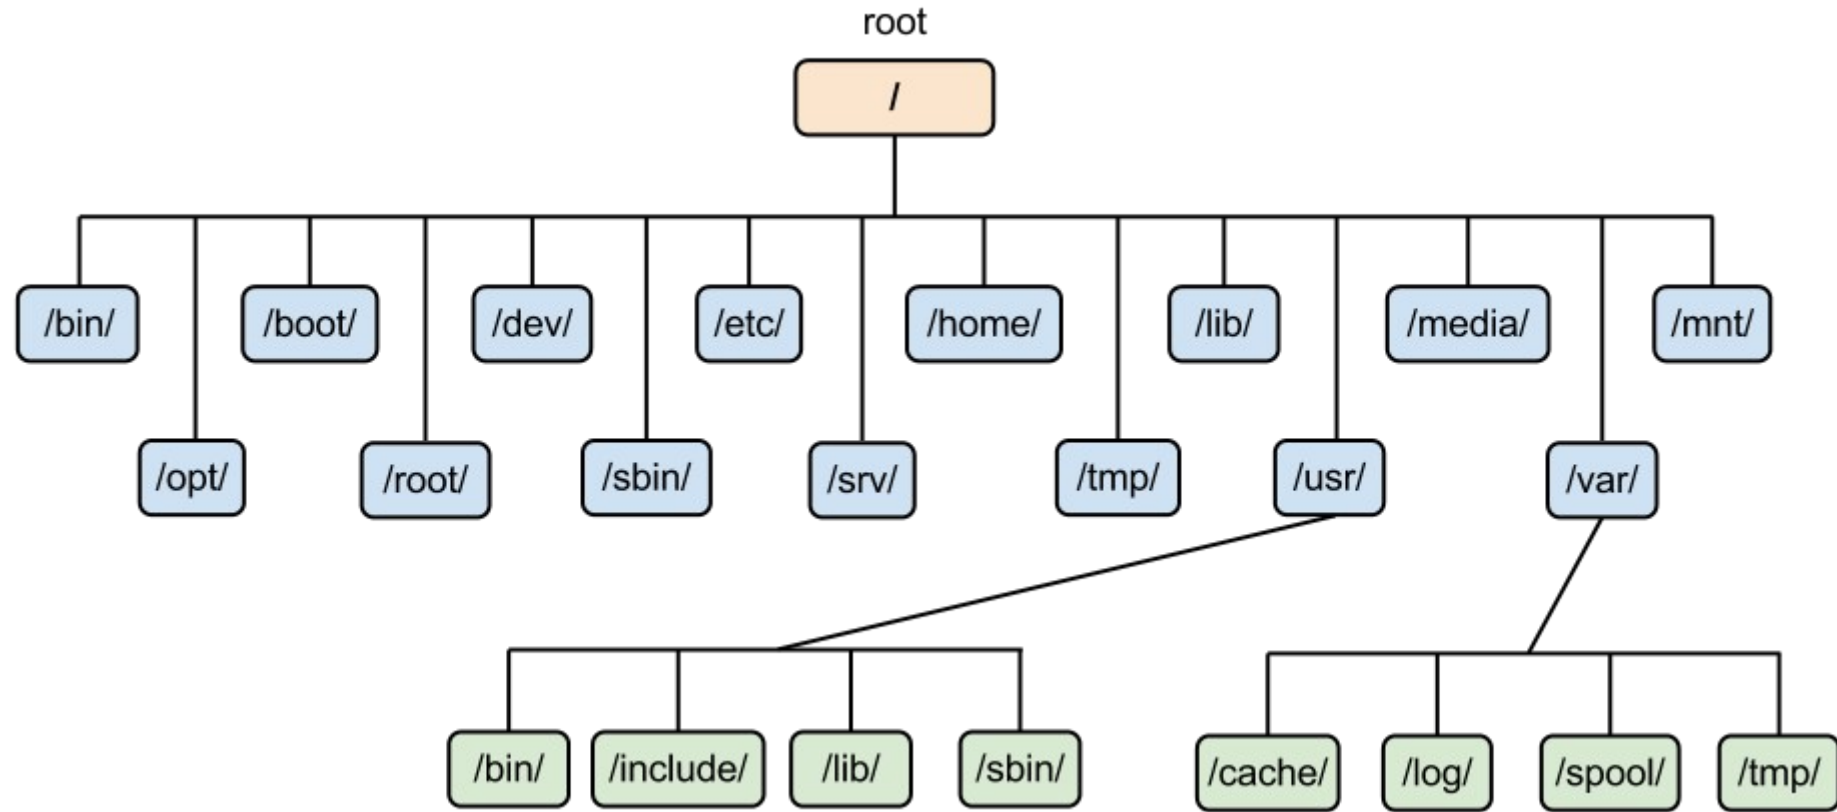 root
/
/bin/
/boot/
/dev/
/etc/
/home/
/lib/
/media/
/mnt/
/opt/
/root/
/sbin/
/srv/
/tmp/
/usr/
/var/
/bin/
/include/
/lib/
/sbin/
/cache/
/log/
/spool/
/tmp/